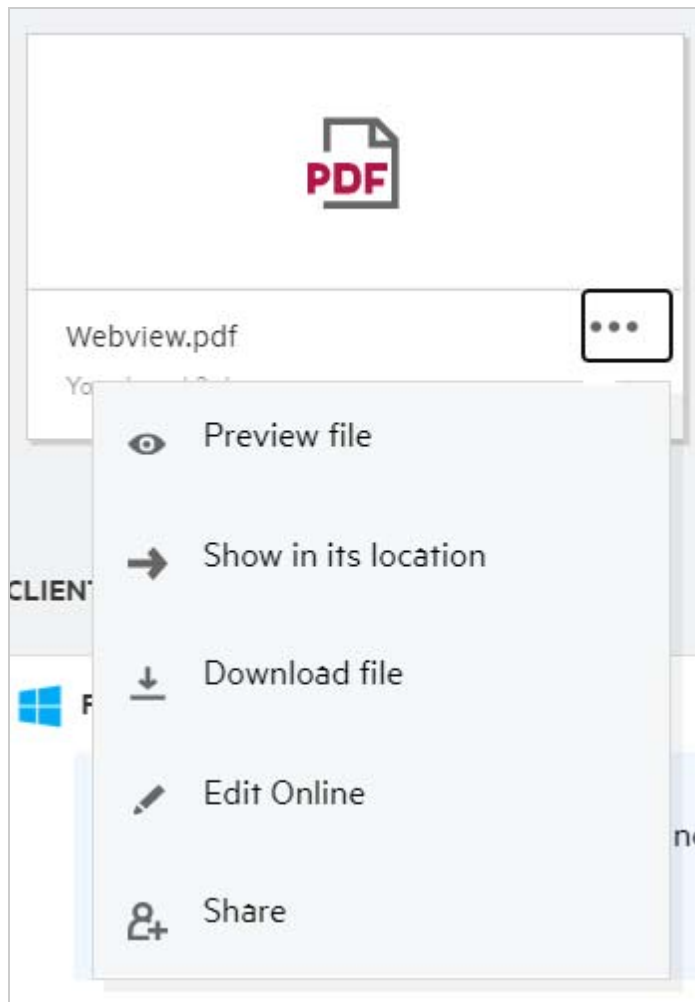 PDF
Webview.pdf
Preview file
Show in its location
CLIENT
Download file
F
Edit Online
Share